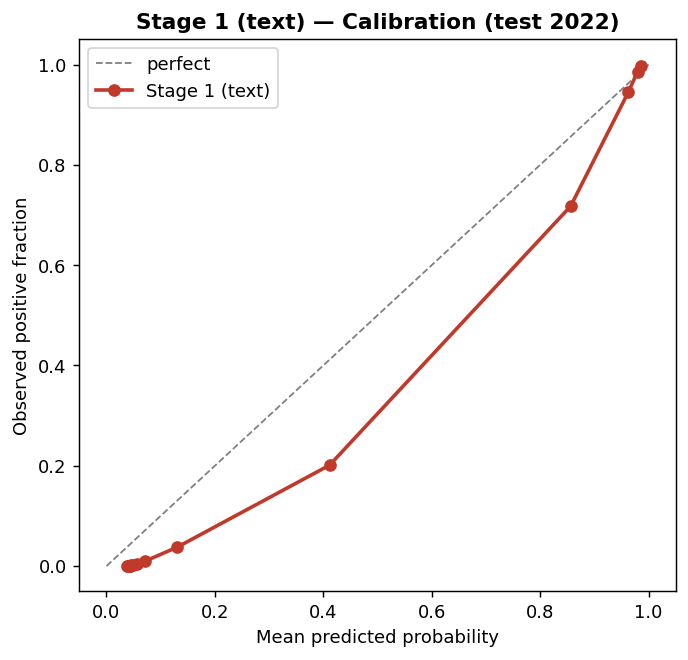 Stage 1 (text) — Calibration (test 2022)
perfect
Stage 1 (text)
Observed positive fraction
1.0
0.8
0.6
0.4
0.2
0.0
0.0 0.2 0.4 0.6 0.8 1.0
Mean predicted probability